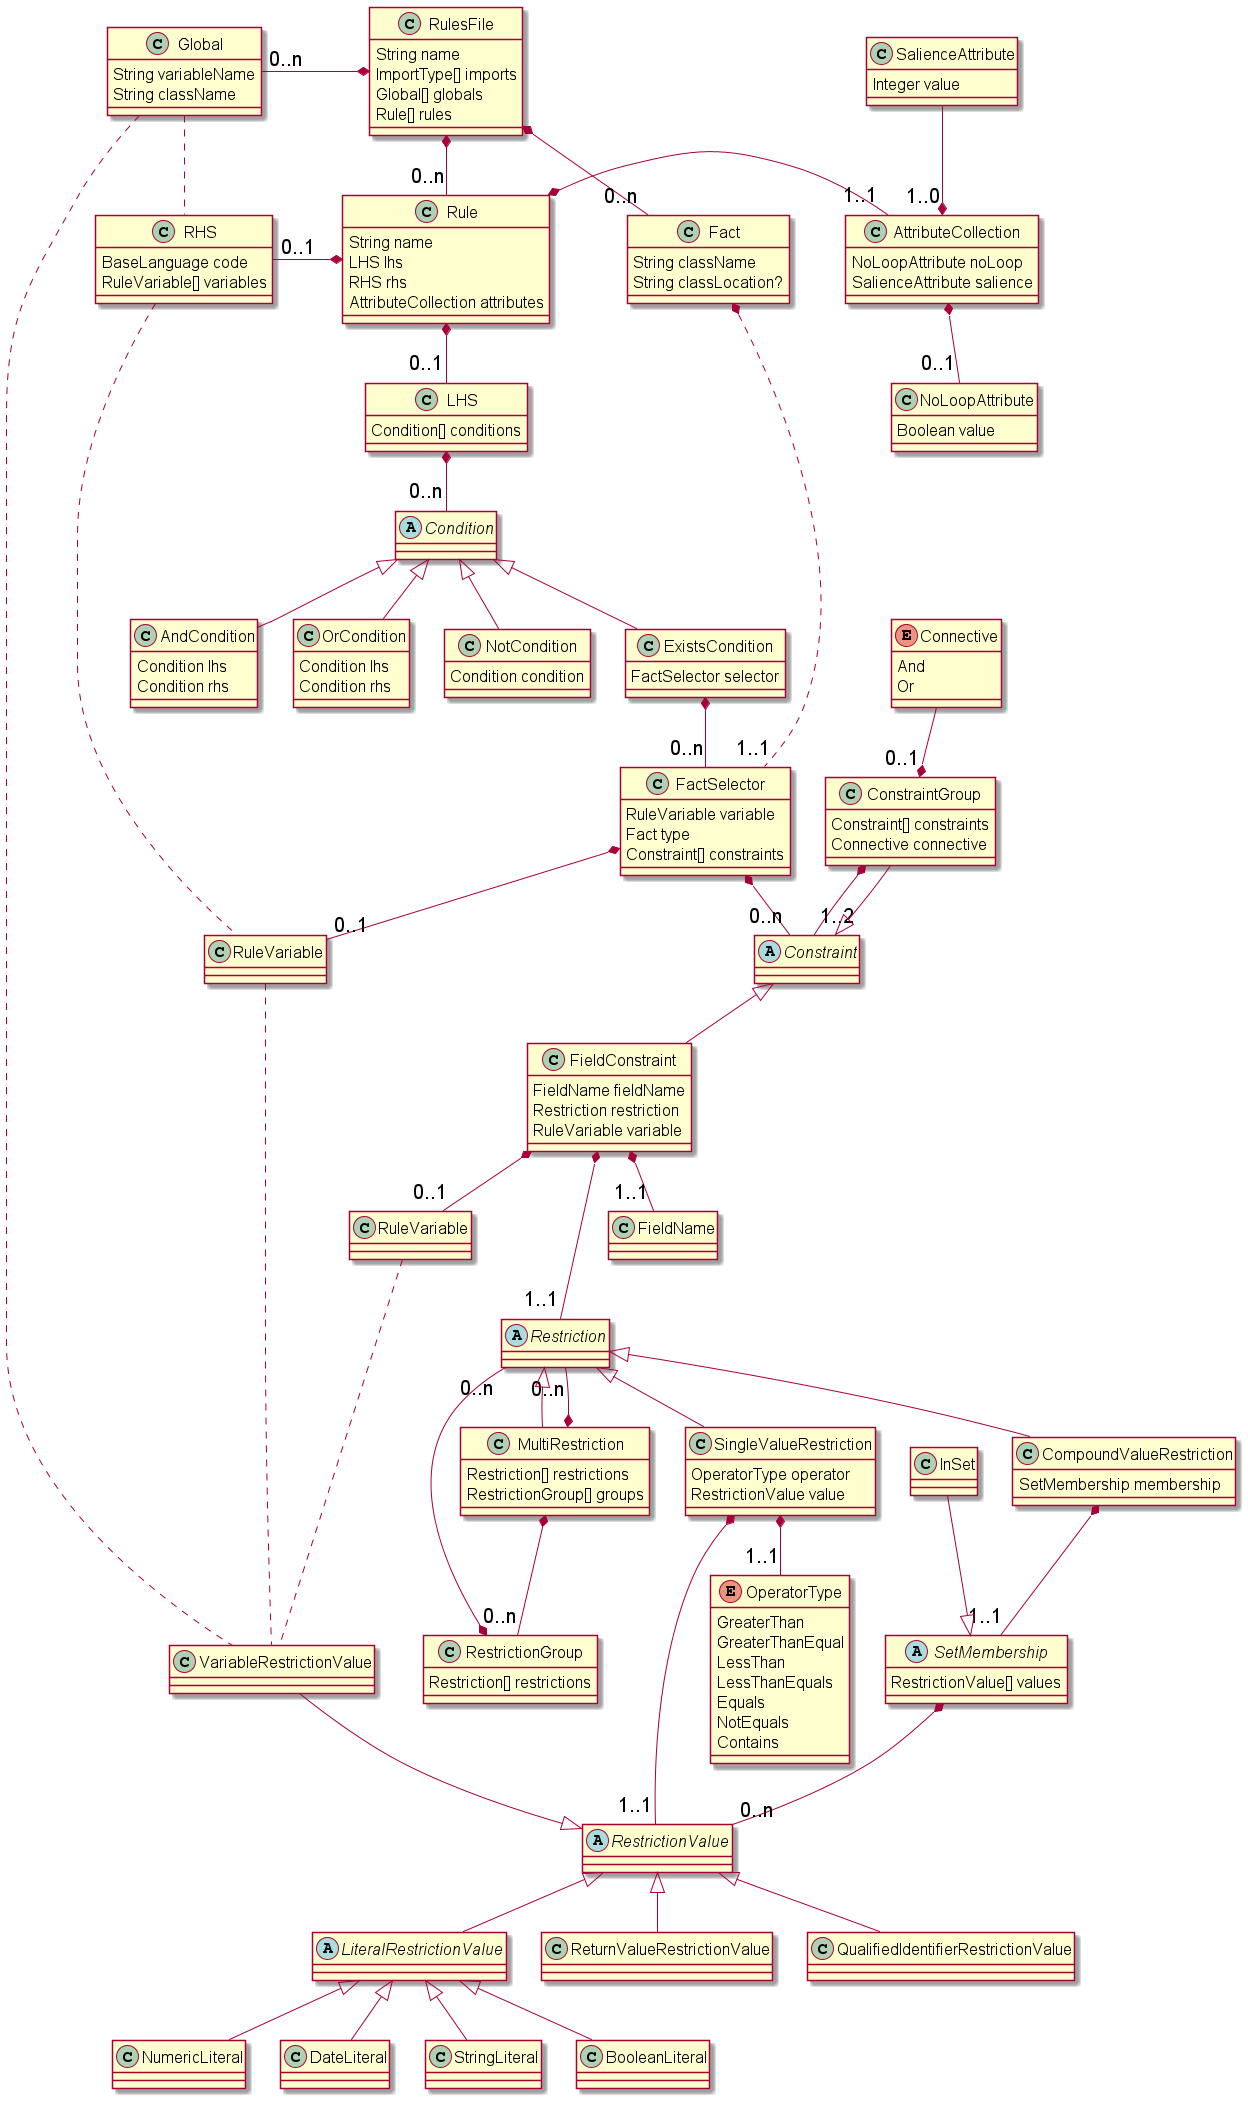 C Global
String variableName
String className
0..n
C RulesFile
String name
ImportType[] imports
Global[] globals
Rule[] rules
C SalienceAttribute
Integer value
0..n
0..n
1..1
1..0
C RHS
BaseLanguage code
RuleVariable[] variables
0..1
C Rule
String name
LHS lhs
RHS rhs
AttributeCollection attributes
C Fact
String className
String classLocation?
C AttributeCollection
NoLoopAttribute noLoop
SalienceAttribute salience
0..1
0..1
C LHS
Condition[] conditions
C NoLoopAttribute
Boolean value
0..n
A Condition
C AndCondition
Condition lhs
Condition rhs
C OrCondition
Condition lhs
Condition rhs
C NotCondition
Condition condition
C ExistsCondition
FactSelector selector
E Connective
And
Or
0..n
1..1
0..1
C FactSelector
RuleVariable variable
Fact type
Constraint[] constraints
C ConstraintGroup
Constraint[] constraints
Connective connective
0..1
0..n
1..2
C RuleVariable
A Constraint
C FieldConstraint
FieldName fieldName
Restriction restriction
RuleVariable variable
0..1
1..1
C RuleVariable
C FieldName
1..1
A Restriction
0..n
0..n
C MultiRestriction
Restriction[] restrictions
RestrictionGroup[] groups
C SingleValueRestriction
OperatorType operator
RestrictionValue value
C InSet
C CompoundValueRestriction
SetMembership membership
1..1
0..n
1..1
E OperatorType
GreaterThan
GreaterThanEqual
LessThan
LessThanEquals
Equals
NotEquals
Contains
C VariableRestrictionValue
C RestrictionGroup
Restriction[] restrictions
A SetMembership
RestrictionValue[] values
1..1
0..n
A RestrictionValue
A LiteralRestrictionValue
C ReturnValueRestrictionValue
C QualifiedIdentifierRestrictionValue
C NumericLiteral
C DateLiteral
C StringLiteral
C BooleanLiteral